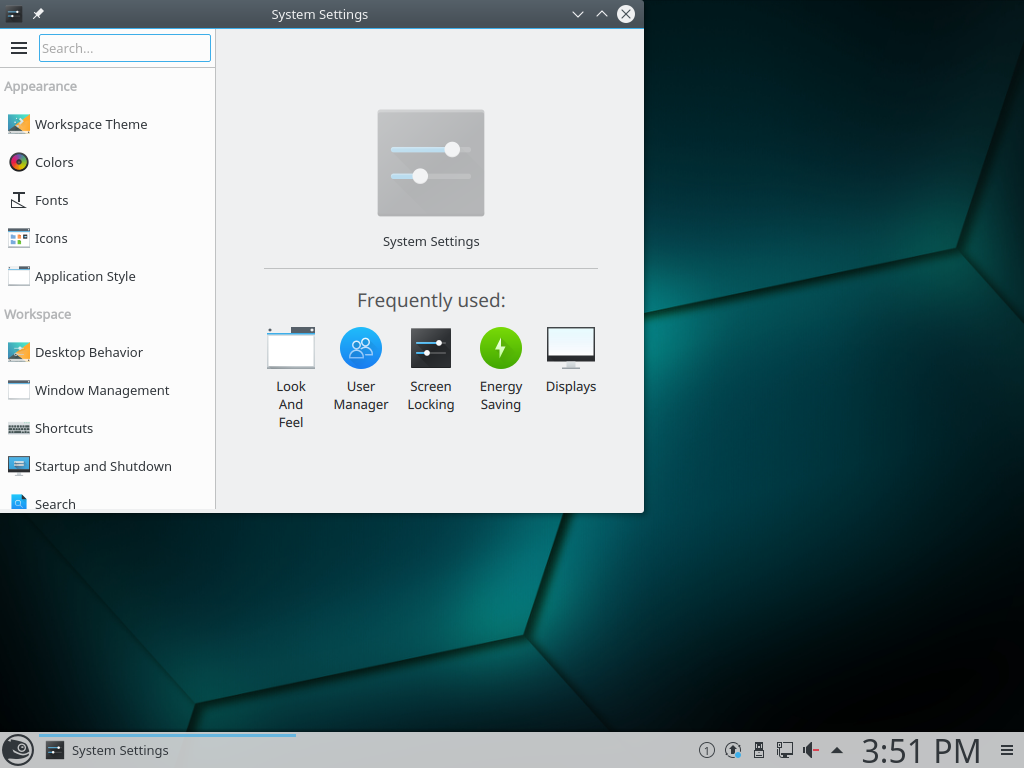 System Settings
Search...
Appearance
Workspace Theme
Colors
Fonts
Icons
Application Style
Workspace
Desktop Behavior
Window Management
Shortcuts
Startup and Shutdown
Search
System Settings
Frequently used:
Look
And
Feel
User
Manager
Screen
Locking
Energy
Saving
Displays
System Settings
1
3:51 PM